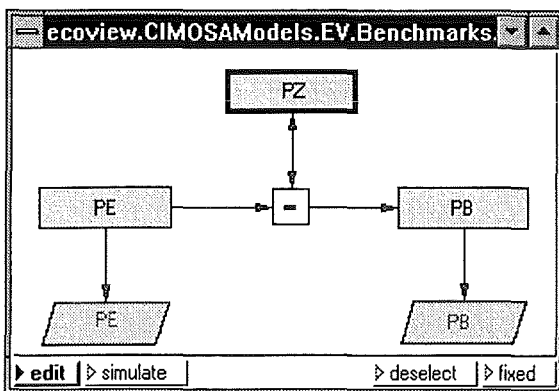 ecoview.CIMOSAModels.EV.Benchmarks.
PZ
PE
PB
PE
PB
edit simulate deselect fixed